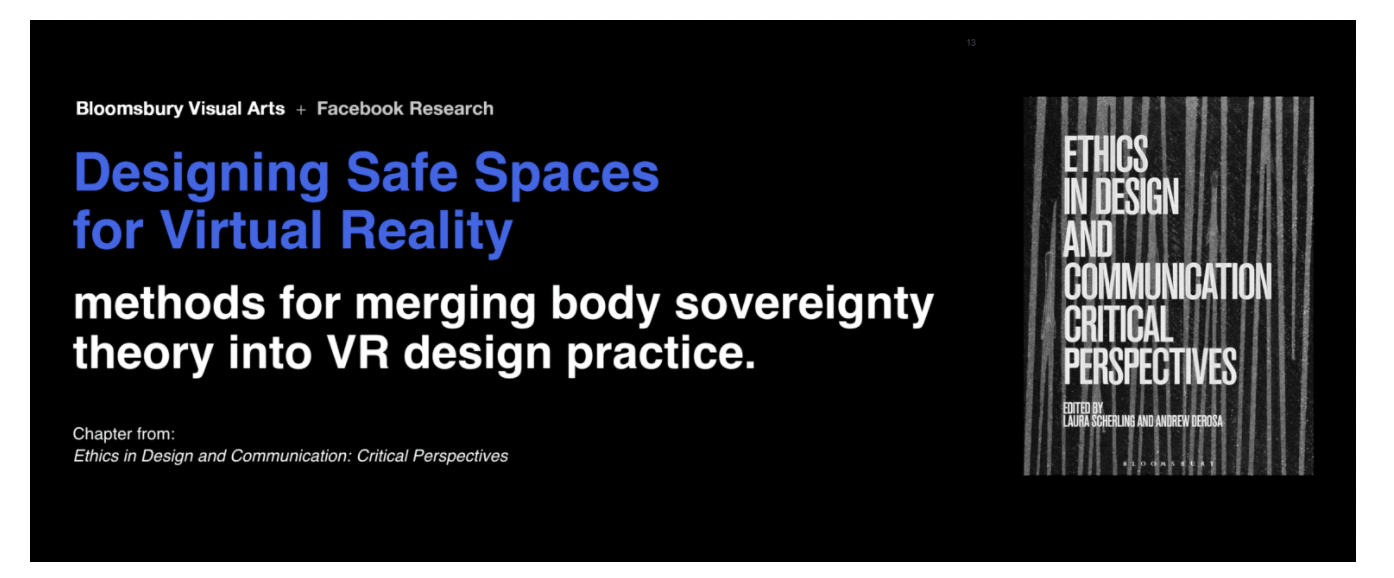 13
Bloomsbury Visual Arts + Facebook Research
Designing Safe Spaces
for Virtual Reality
methods for merging body sovereignty
theory into VR design practice.
Chapter from:
Ethics in Design and Communication: Critical Perspectives
ETHICS
IN DESIGN
AND
COMMUNICATION
CRITICAL
PERSPECTIVES
EDITED BY
LAURA SCHERLING AND ANDREW DEROSA
BLOOMSBURY